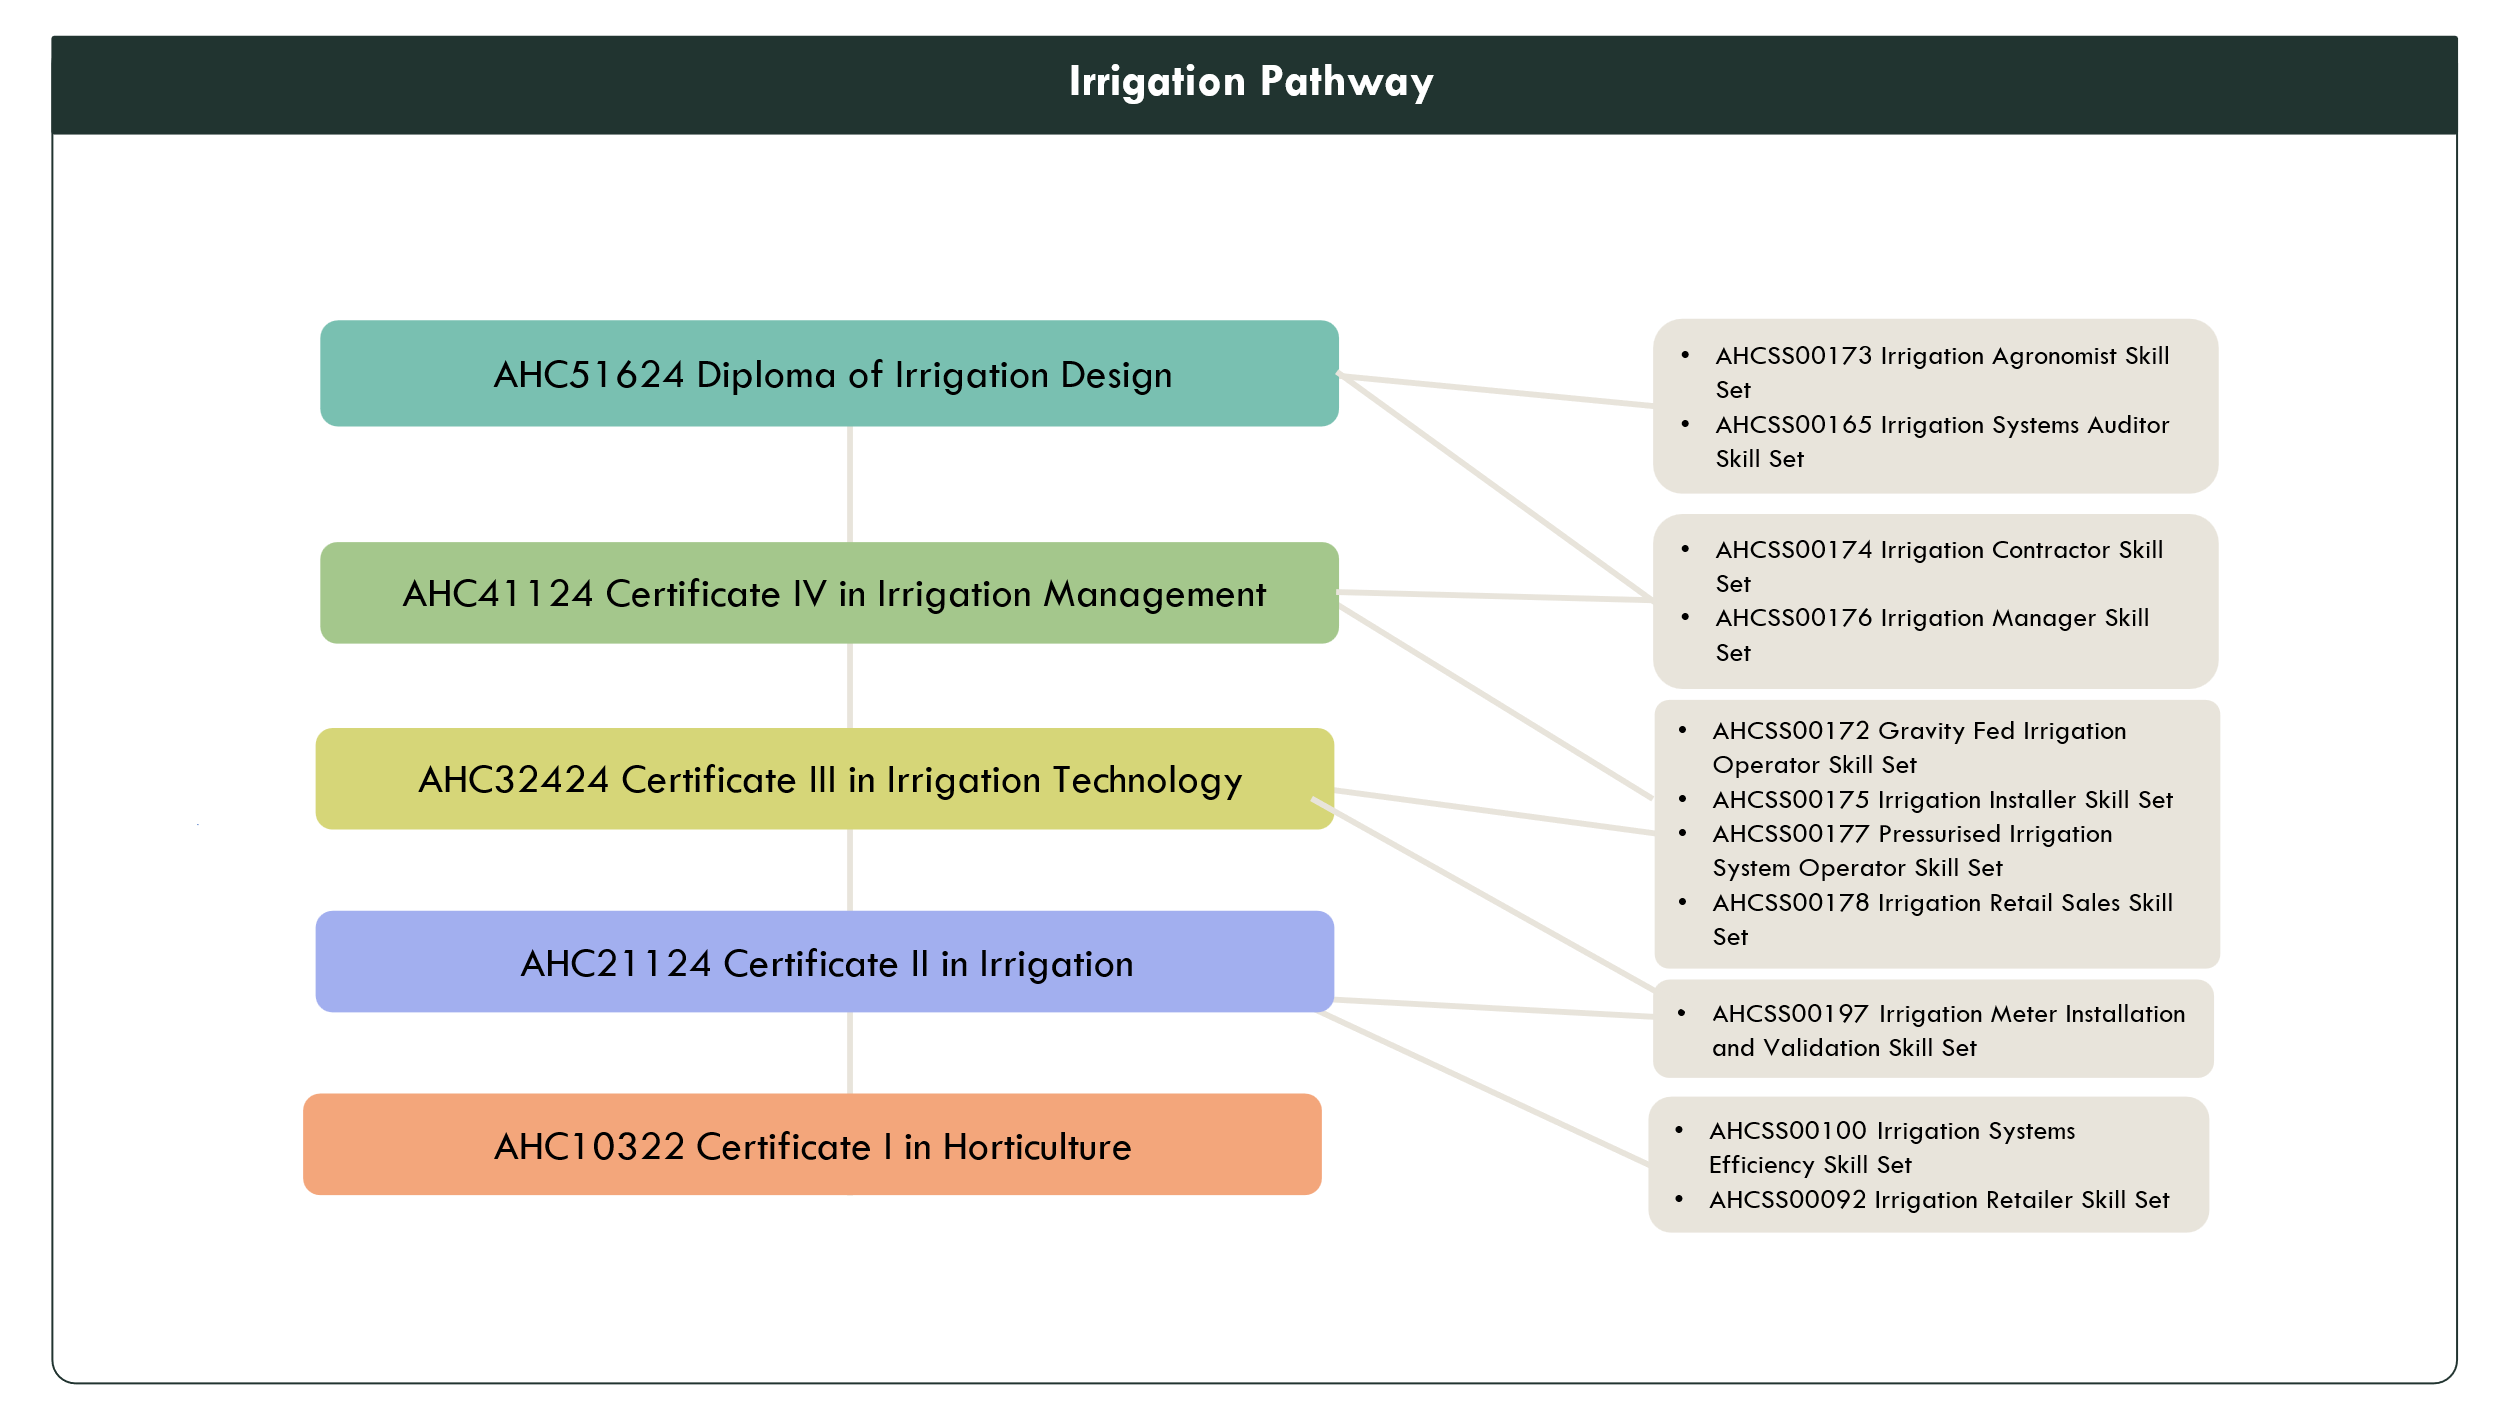 Irrigation Pathway
AHC51624 Diploma of Irrigation Design
AHC41124 Certificate IV in Irrigation Management
AHC32424 Certificate III in Irrigation Technology
AHC21124 Certificate II in Irrigation
AHC10322 Certificate I in Horticulture
• AHCSS00173 Irrigation Agronomist Skill
Set
• AHCSS00165 Irrigation Systems Auditor
Skill Set
• AHCSS00174 Irrigation Contractor Skill
Set
• AHCSS00176 Irrigation Manager Skill
Set
• AHCSS00172 Gravity Fed Irrigation
Operator Skill Set
• AHCSS00175 Irrigation Installer Skill Set
• AHCSS00177 Pressurised Irrigation
System Operator Skill Set
• AHCSS00178 Irrigation Retail Sales Skill
Set
• AHCSS00197 Irrigation Meter Installation
and Validation Skill Set
• AHCSS00100 Irrigation Systems
Efficiency Skill Set
• AHCSS00092 Irrigation Retailer Skill Set